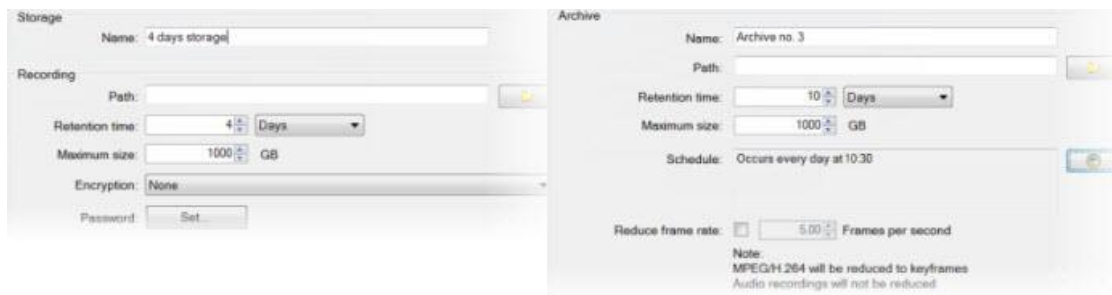 Storage
Name: 4 days storage
Recording
Path:
Retention time: 4 Days
Maximum size: 1000 GB
Encryption: None
Password: Set...
Archive
Name: Archive no. 3
Path:
Retention time: 10 Days
Maximum size: 1000 GB
Schedule: Occurs every day at 10:30
Reduce frame rate: 5.00 Frames per second
Note:
MPEG/H.264 will be reduced to keyframes
Audio recordings will not be reduced